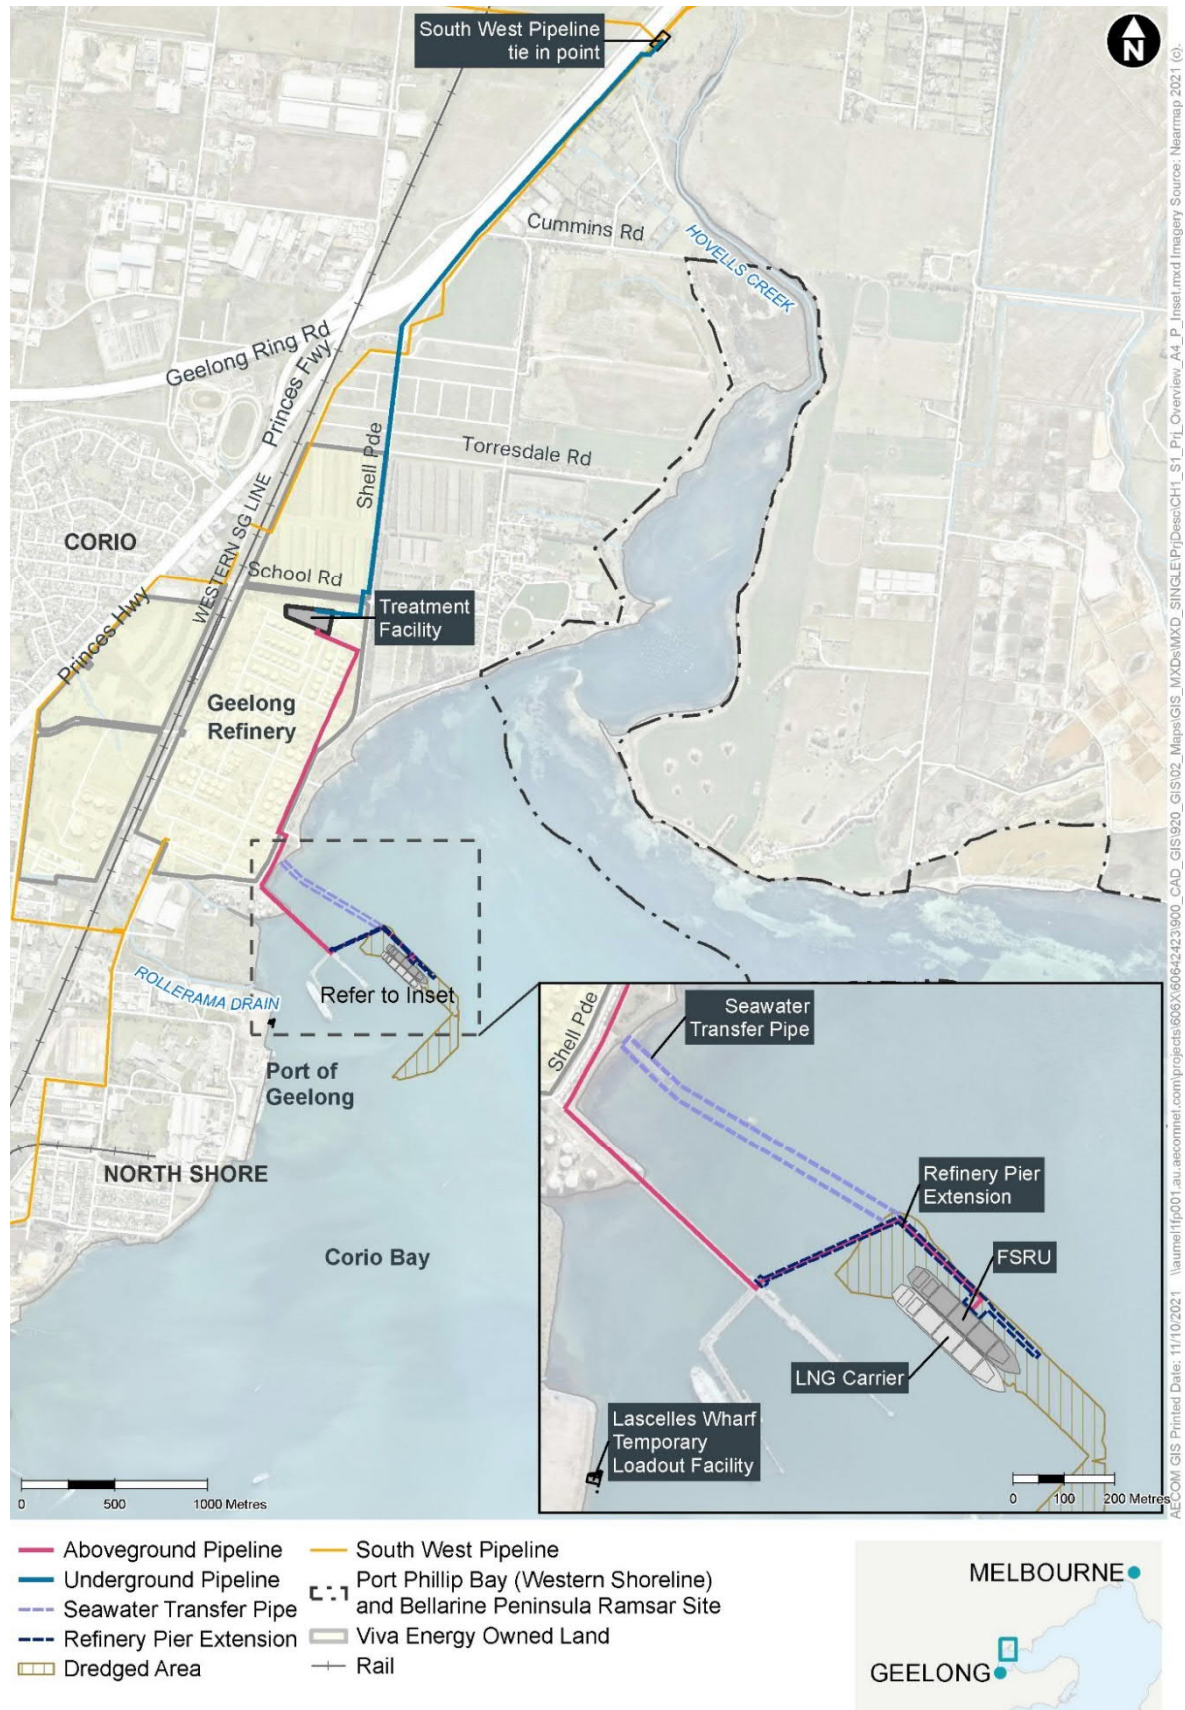 South West Pipeline
tie in point
N
Cummins Rd
HOVELLS CREEK
Geelong Ring Rd
Princes Fwy
Shell Pde
Torresdale Rd
WESTERN SG LINE
CORIO
School Rd
Princes Hwy
Treatment
Facility
Geelong
Refinery
ROLLERAMA DRAIN
Refer to Inset
Port of
Geelong
NORTH SHORE
Corio Bay
Shell Pde
Seawater
Transfer Pipe
Refinery Pier
Extension
FSRU
LNG Carrier
Lascelles Wharf
Temporary
Loadout Facility
0 500 1000 Metres
0 100 200 Metres
Aboveground Pipeline
Underground Pipeline
Seawater Transfer Pipe
Refinery Pier Extension
Dredged Area
South West Pipeline
Port Phillip Bay (Western Shoreline)
and Bellarine Peninsula Ramsar Site
Viva Energy Owned Land
Rail
MELBOURNE
GEELONG
AECOM GIS Printed Date: 11/10/2021